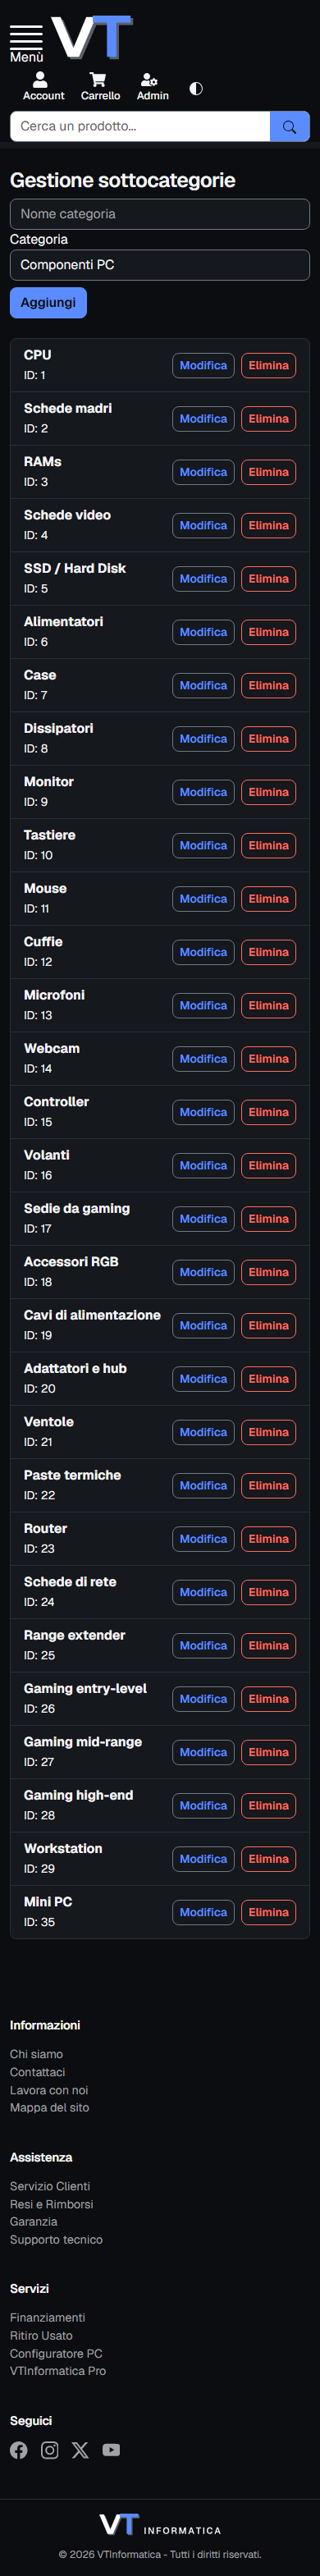 VT
Menù
Account
Carrello
Admin
Cerca un prodotto...
Gestione sottocategorie
Nome categoria
Categoria
Componenti PC
Aggiungi
CPU
ID: 1
Modifica
Elimina
Schede madri
ID: 2
Modifica
Elimina
RAMs
ID: 3
Modifica
Elimina
Schede video
ID: 4
Modifica
Elimina
SSD / Hard Disk
ID: 5
Modifica
Elimina
Alimentatori
ID: 6
Modifica
Elimina
Case
ID: 7
Modifica
Elimina
Dissipatori
ID: 8
Modifica
Elimina
Monitor
ID: 9
Modifica
Elimina
Tastiere
ID: 10
Modifica
Elimina
Mouse
ID: 11
Modifica
Elimina
Cuffie
ID: 12
Modifica
Elimina
Microfoni
ID: 13
Modifica
Elimina
Webcam
ID: 14
Modifica
Elimina
Controller
ID: 15
Modifica
Elimina
Volanti
ID: 16
Modifica
Elimina
Sedie da gaming
ID: 17
Modifica
Elimina
Accessori RGB
ID: 18
Modifica
Elimina
Cavi di alimentazione
ID: 19
Modifica
Elimina
Adattatori e hub
ID: 20
Modifica
Elimina
Ventole
ID: 21
Modifica
Elimina
Paste termiche
ID: 22
Modifica
Elimina
Router
ID: 23
Modifica
Elimina
Schede di rete
ID: 24
Modifica
Elimina
Range extender
ID: 25
Modifica
Elimina
Gaming entry-level
ID: 26
Modifica
Elimina
Gaming mid-range
ID: 27
Modifica
Elimina
Gaming high-end
ID: 28
Modifica
Elimina
Workstation
ID: 29
Modifica
Elimina
Mini PC
ID: 35
Modifica
Elimina
Informazioni
Chi siamo
Contattaci
Lavora con noi
Mappa del sito
Assistenza
Servizio Clienti
Resi e Rimborsi
Garanzia
Supporto tecnico
Servizi
Finanziamenti
Ritiro Usato
Configuratore PC
VTInformatica Pro
Seguici
VT INFORMATICA
© 2026 VTInformatica - Tutti i diritti riservati.